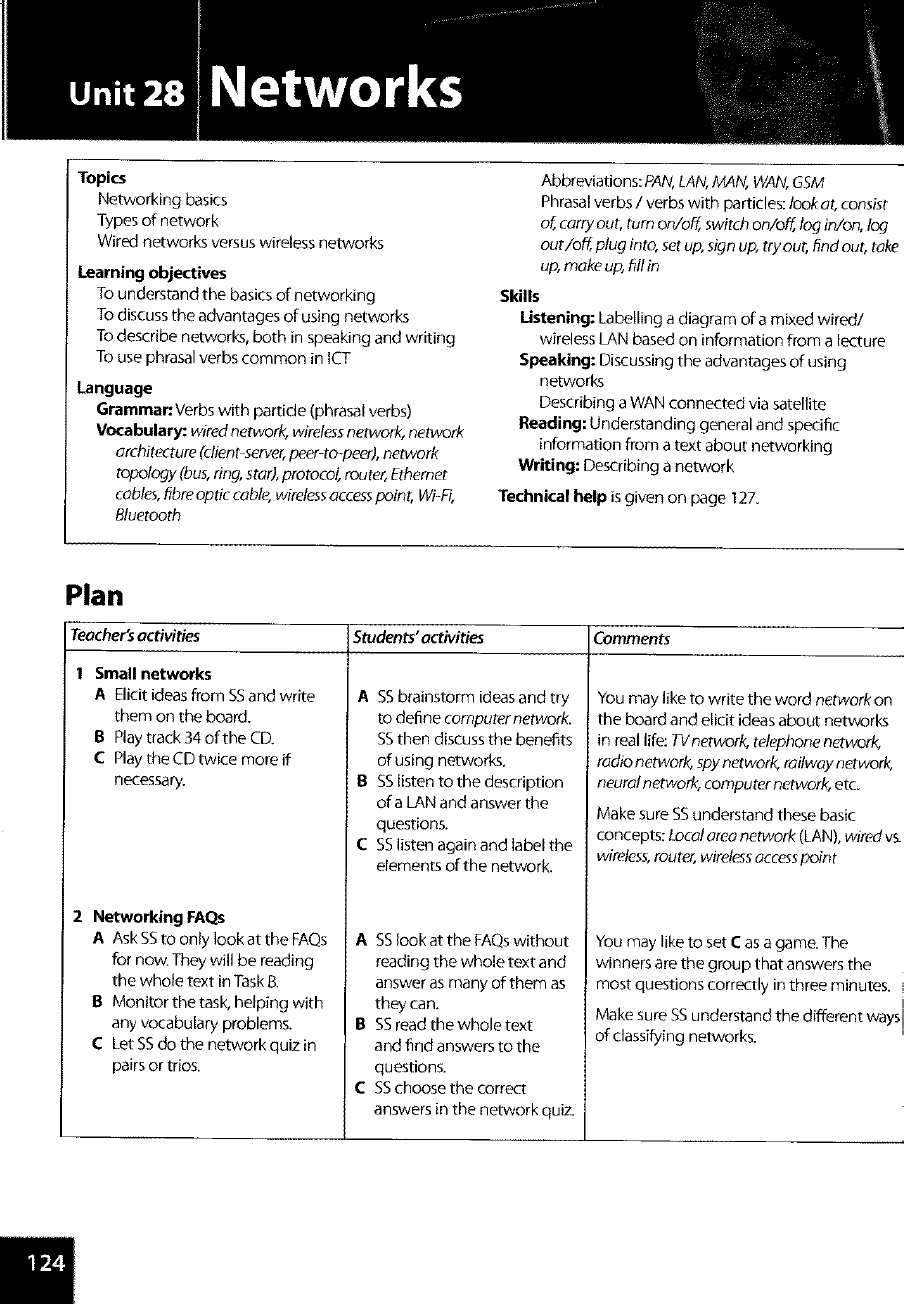 Unit 28 Networks
Topics
Networking basics
Types of network
Wired networks versus wireless networks
Learning objectives
To understand the basics of networking
To discuss the advantages of using networks
To describe networks, both in speaking and writing
To use phrasal verbs common in ICT
Language
Grammar: Verbs with particle (phrasal verbs)
Vocabulary: wired network, wireless network, network
architecture (client-server, peer-to-peer), network
topology (bus, ring, star), protocol, router, Ethernet
cables, fibre optic cable, wireless access point, Wi-Fi,
Bluetooth
Abbreviations: PAN, LAN, MAN, WAN, GSM
Phrasal verbs / verbs with particles: look at, consist
of, carry out, turn on/off, switch on/off, log in/on, log
out/off, plug into, set up, sign up, try out, find out, take
up, make up, fill in
Skills
Listening: Labelling a diagram of a mixed wired/
wireless LAN based on information from a lecture
Speaking: Discussing the advantages of using
networks
Describing a WAN connected via satellite
Reading: Understanding general and specific
information from a text about networking
Writing: Describing a network
Technical help is given on page 127.
Plan
Teacher's activities
Students' activities
Comments
1 Small networks
A Elicit ideas from SS and write
them on the board.
B Play track 34 of the CD.
C Play the CD twice more if
necessary.
A SS brainstorm ideas and try
to define computer network.
SS then discuss the benefits
of using networks.
B SS listen to the description
of a LAN and answer the
questions.
C SS listen again and label the
elements of the network.
You may like to write the word network on
the board and elicit ideas about networks
in real life: TV network, telephone network,
radio network, spy network, railway network,
neural network, computer network, etc.
Make sure SS understand these basic
concepts: Local area network (LAN), wired vs.
wireless, router, wireless access point
2 Networking FAQs
A Ask SS to only look at the FAQs
for now. They will be reading
the whole text in Task B.
B Monitor the task, helping with
any vocabulary problems.
C Let SS do the network quiz in
pairs or trios.
A SS look at the FAQs without
reading the whole text and
answer as many of them as
they can.
B SS read the whole text
and find answers to the
questions.
C SS choose the correct
answers in the network quiz.
You may like to set C as a game. The
winners are the group that answers the
most questions correctly in three minutes.
Make sure SS understand the different ways
of classifying networks.
124